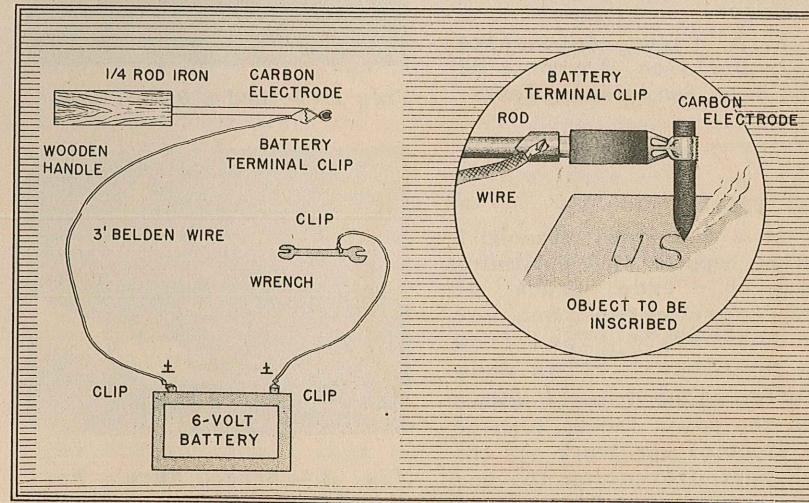 1/4 ROD IRON
CARBON
ELECTRODE
WOODEN
HANDLE
BATTERY
TERMINAL CLIP
3' BELDEN WIRE
CLIP
WRENCH
±
±
CLIP
CLIP
6-VOLT
BATTERY
BATTERY
TERMINAL CLIP
ROD
CARBON
ELECTRODE
WIRE
US
OBJECT TO BE
INSCRIBED